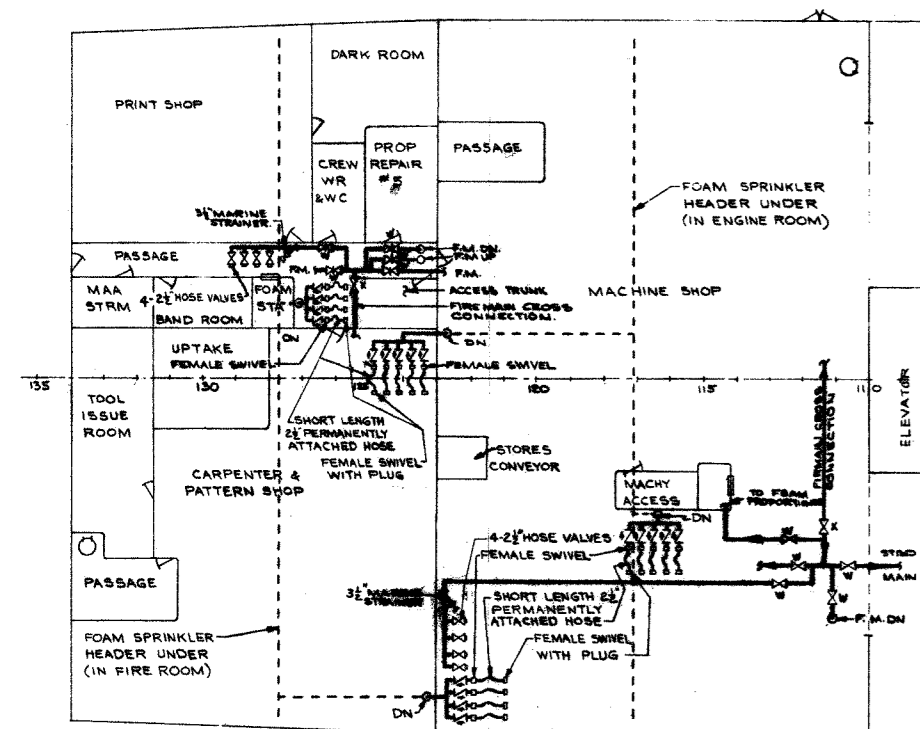 DARK ROOM
PRINT SHOP
CREW
WR
& WC
PROP
REPAIR
#5
PASSAGE
FOAM SPRINKLER
HEADER UNDER
(IN ENGINE ROOM)
3½" MARINE
STRAINER.
PASSAGE
F.M. DN.
F.M. UP
F.M.
F.M.
MAA
STRM
4-2½" HOSE VALVES
BAND ROOM
FOAM
STA
ACCESS TRUNK
FIRE MAIN CROSS
CONNECTION.
MACHINE SHOP
DN
DN
UPTAKE
FEMALE SWIVEL
FEMALE SWIVEL
135
130
125
120
115
110
ELEVATOR
TOOL
ISSUE
ROOM
SHORT LENGTH
2½" PERMANENTLY
ATTACHED HOSE
FEMALE SWIVEL
WITH PLUG
STORES
CONVEYOR
FIREMAIN CROSS
CONNECTION
CARPENTER &
PATTERN SHOP
MACHY
ACCESS
TO FOAM
PROPORTIONER
DN
X
W
4-2½" HOSE VALVES
FEMALE SWIVEL
W
W
STBD
MAIN
W
W
PASSAGE
3½" MARINE
STRAINER
SHORT LENGTH 2½"
PERMANENTLY
ATTACHED HOSE
F.M. DN
FOAM SPRINKLER
HEADER UNDER
(IN FIRE ROOM)
FEMALE SWIVEL
WITH PLUG
DN